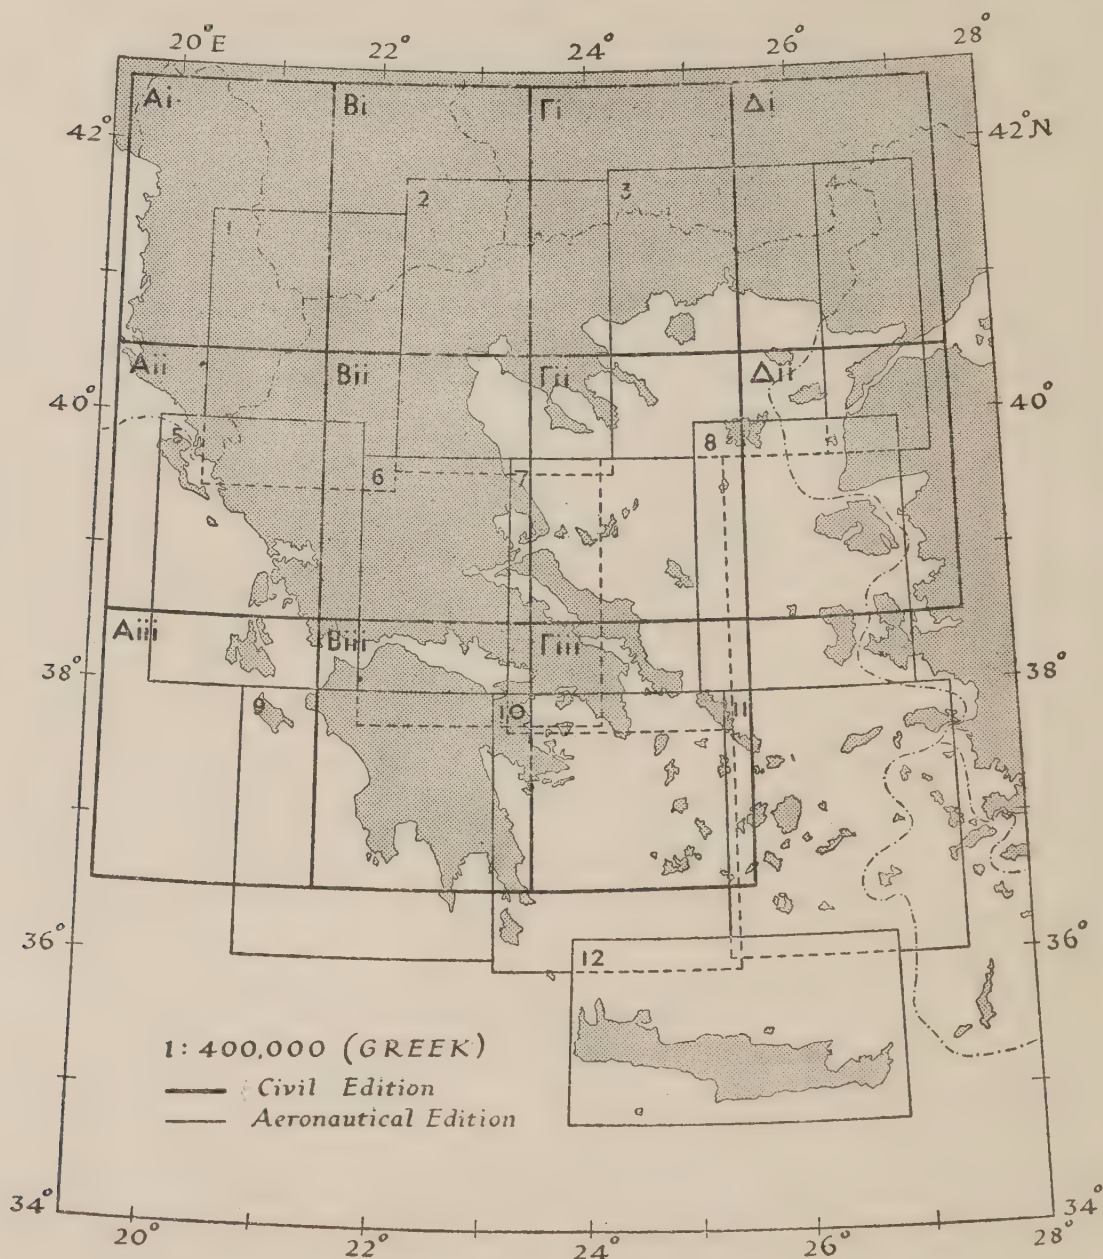 20° E 22° 24° 26° 28°
Ai Bi Γi Δi
42° 42° N
1 2 3 4
Aii Bii Γii Δii
40° 40°
5 6 7 8
Aiii Biii Γiii
38° 38°
9 10 11
36° 36°
12
1: 400,000 (GREEK)
Civil Edition
Aeronautical Edition
34° 34°
20° 22° 24° 26° 28°